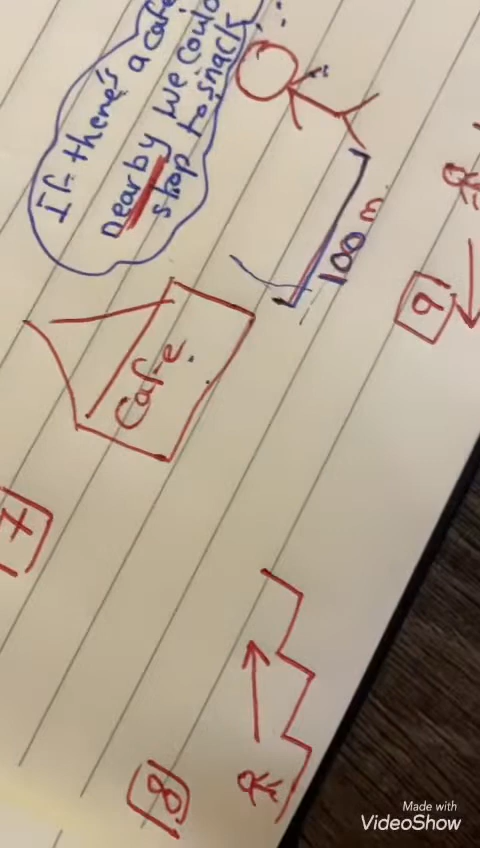 If there's a cafe
nearby we could
stop to snack
100 m
Cafe
7
8
9
Made with
VideoShow